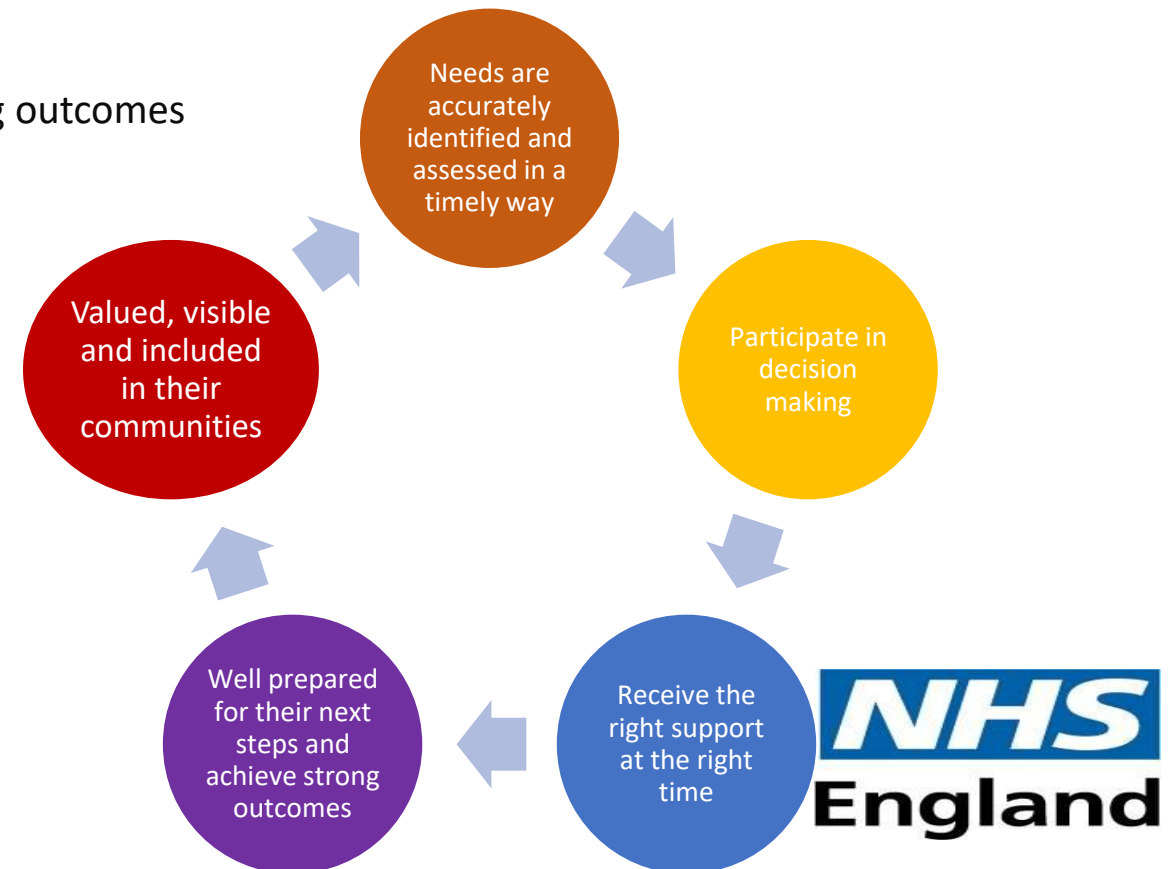 outcomes
Needs are
accurately
identified and
assessed in a
timely way
Participate in
decision
making
Receive the
right support
at the right
time
Well prepared
for their next
steps and
achieve strong
outcomes
Valued, visible
and included
in their
communities
NHS
England